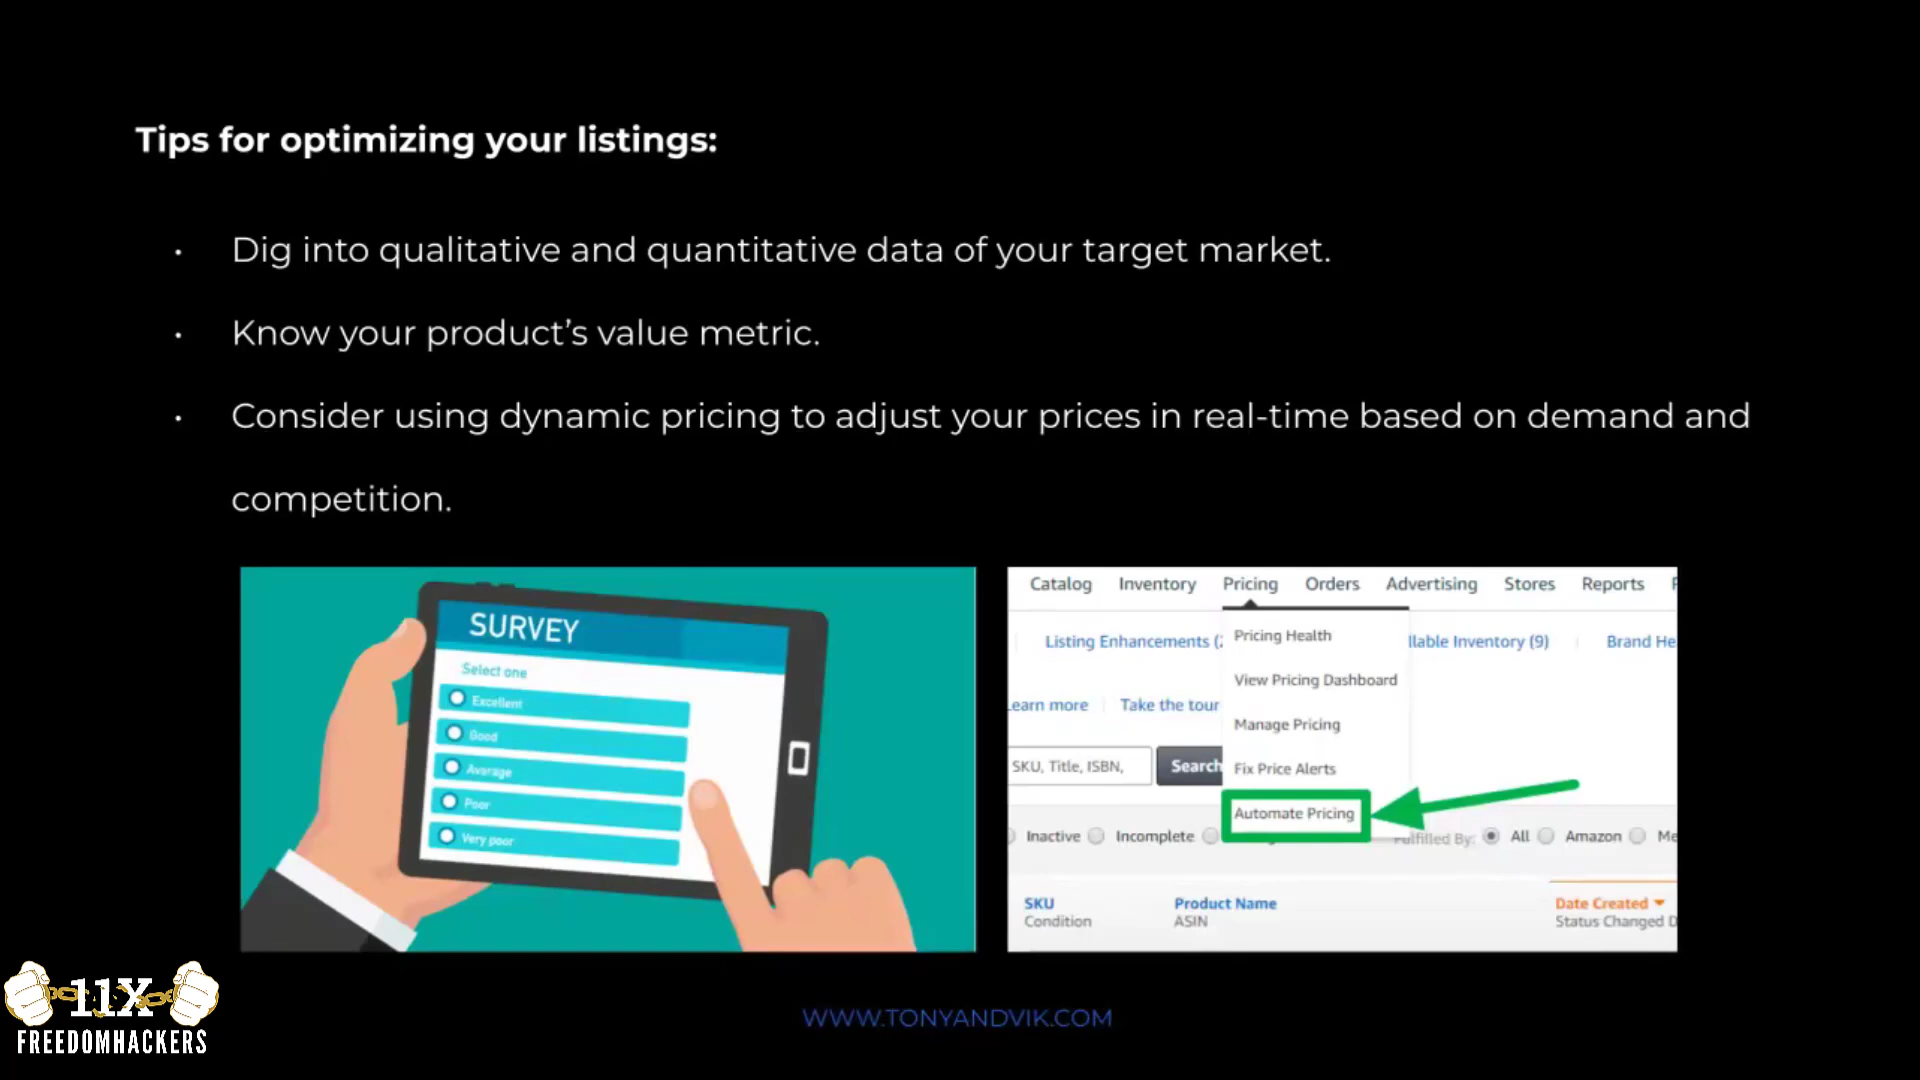 Tips for optimizing your listings:
• Dig into qualitative and quantitative data of your target market.
• Know your product’s value metric.
• Consider using dynamic pricing to adjust your prices in real-time based on demand and
competition.
SURVEY
Select one
Excellent
Good
Avarage
Poor
Very poor
Catalog Inventory Pricing Orders Advertising Stores Reports
Pricing Health
Listing Enhancements (2 llable Inventory (9) Brand He
View Pricing Dashboard
earn more Take the tour
Manage Pricing
SKU, Title, ISBN, Search Fix Price Alerts
Automate Pricing
Inactive Incomplete Fulfilled By: All Amazon Me
SKU Product Name Date Created
Condition ASIN Status Changed D
11X
FREEDOMHACKERS
WWW.TONYANDVIK.COM